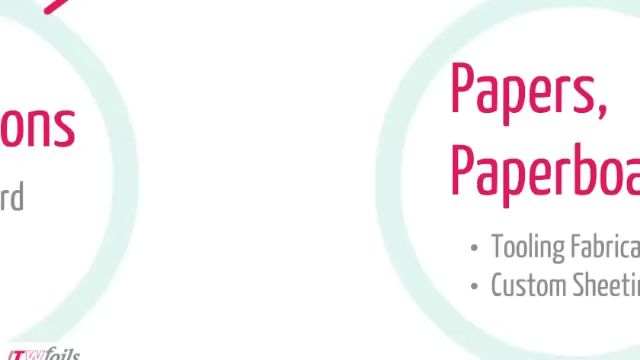 ons
rd
Papers,
Paperboa
• Tooling Fabrica
• Custom Sheetin
ITWfoils